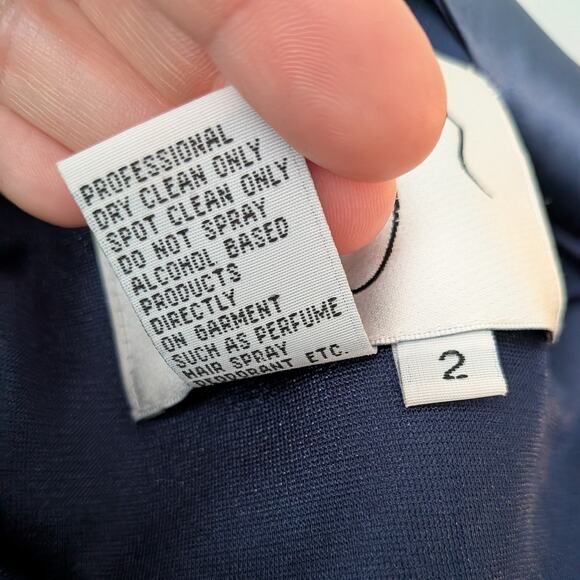 PROFESSIONAL
DRY CLEAN ONLY
SPOT CLEAN ONLY
DO NOT SPRAY
ALCOHOL BASED
PRODUCTS
DIRECTLY
ON GARMENT
SUCH AS PERFUME
HAIR SPRAY
DEODORANT ETC.
2